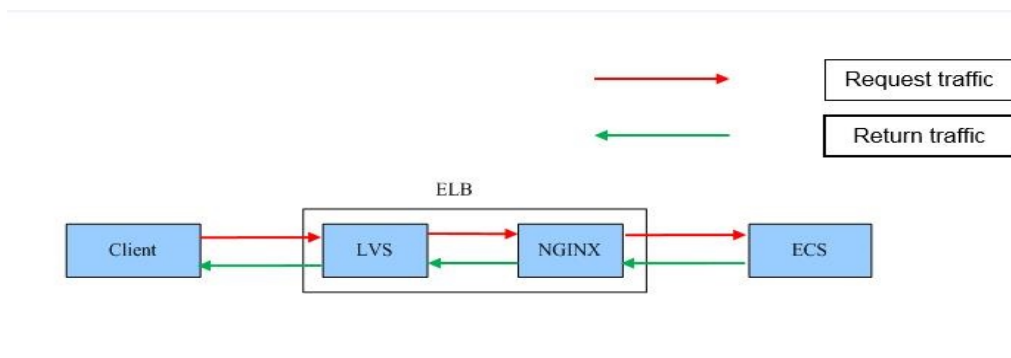 Request traffic
Return traffic
ELB
Client
LVS
NGINX
ECS